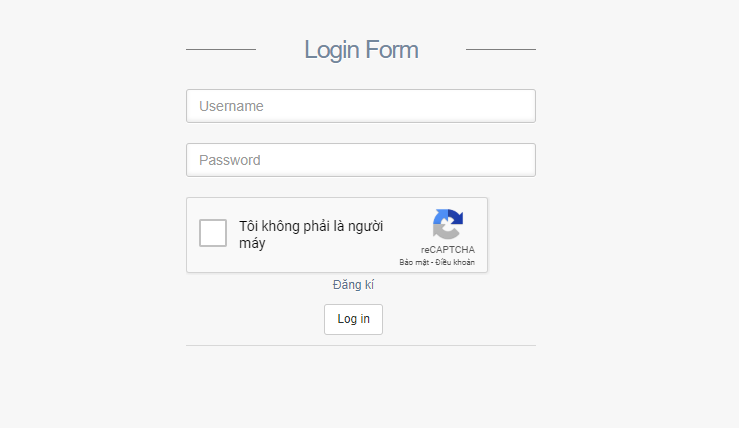 Login Form
Username
Password
Tôi không phải là người
máy
reCAPTCHA
Bảo mật - Điều khoản
Đăng kí
Log in